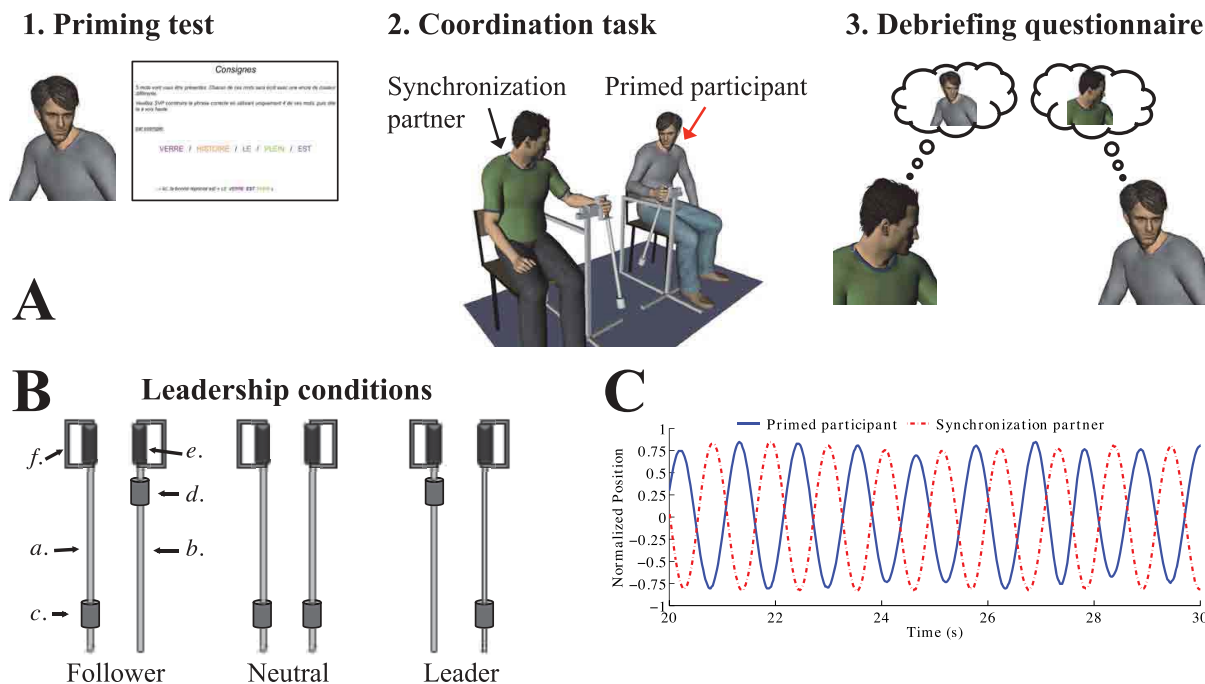 1. Priming test
2. Coordination task
3. Debriefing questionnaire
Consignes
VERRE / HISTOIRE / LE / PLEIN / EST
Synchronization
partner
Primed participant
A
B
Leadership conditions
f.
e.
d.
a.
b.
c.
Follower
Neutral
Leader
C
Primed participant
Synchronization partner
Normalized Position
1
0.75
0.5
0.25
0
−0.25
−0.5
−0.75
−1
20
22
24
26
28
30
Time (s)